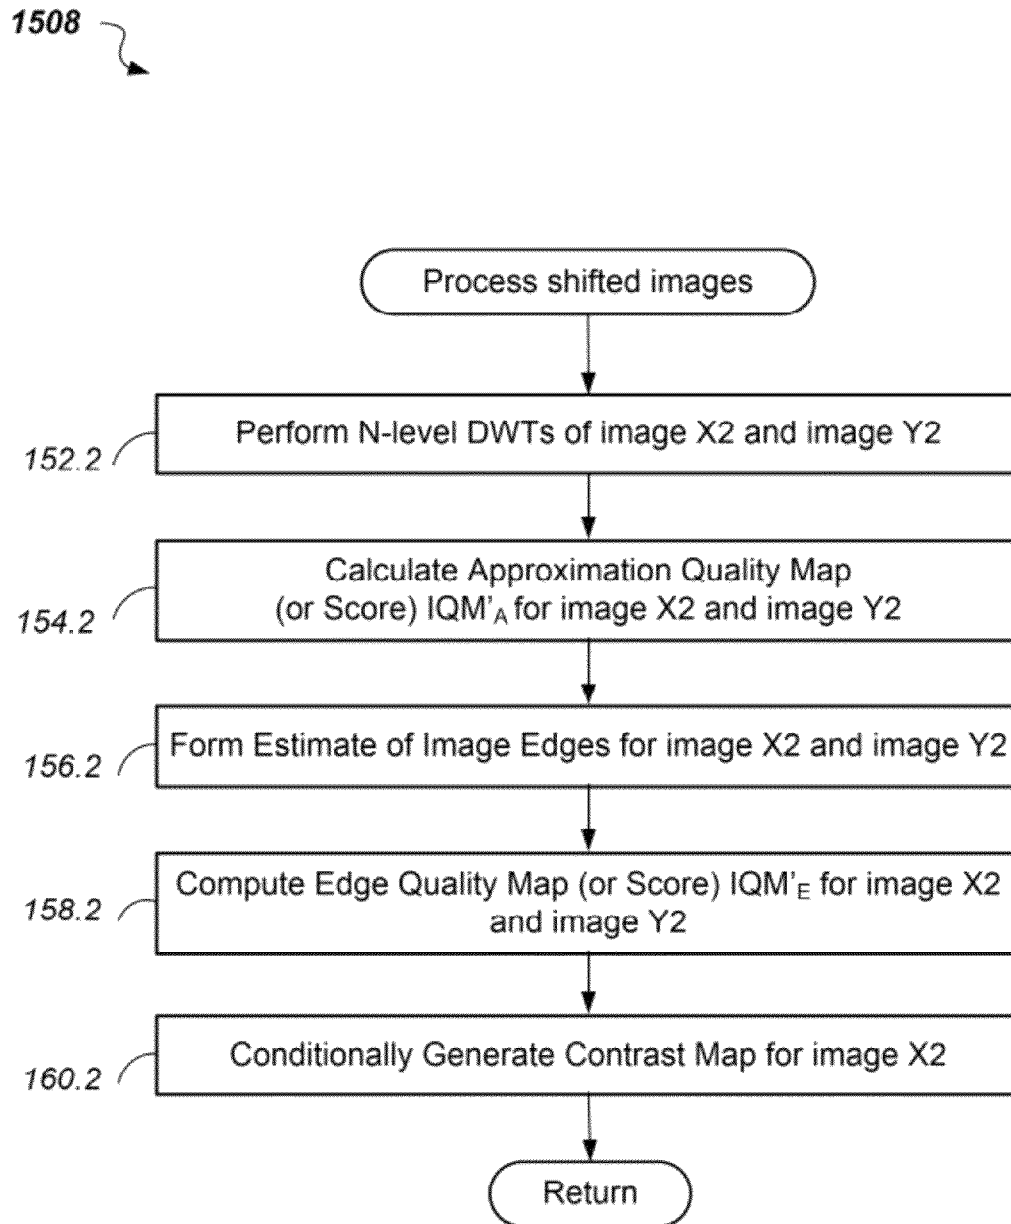 1508
Process shifted images
152.2
Perform N-level DWTs of image X2 and image Y2
154.2
Calculate Approximation Quality Map
(or Score) IQM'A for image X2 and image Y2
156.2
Form Estimate of Image Edges for image X2 and image Y2
158.2
Compute Edge Quality Map (or Score) IQM'E for image X2
and image Y2
160.2
Conditionally Generate Contrast Map for image X2
Return